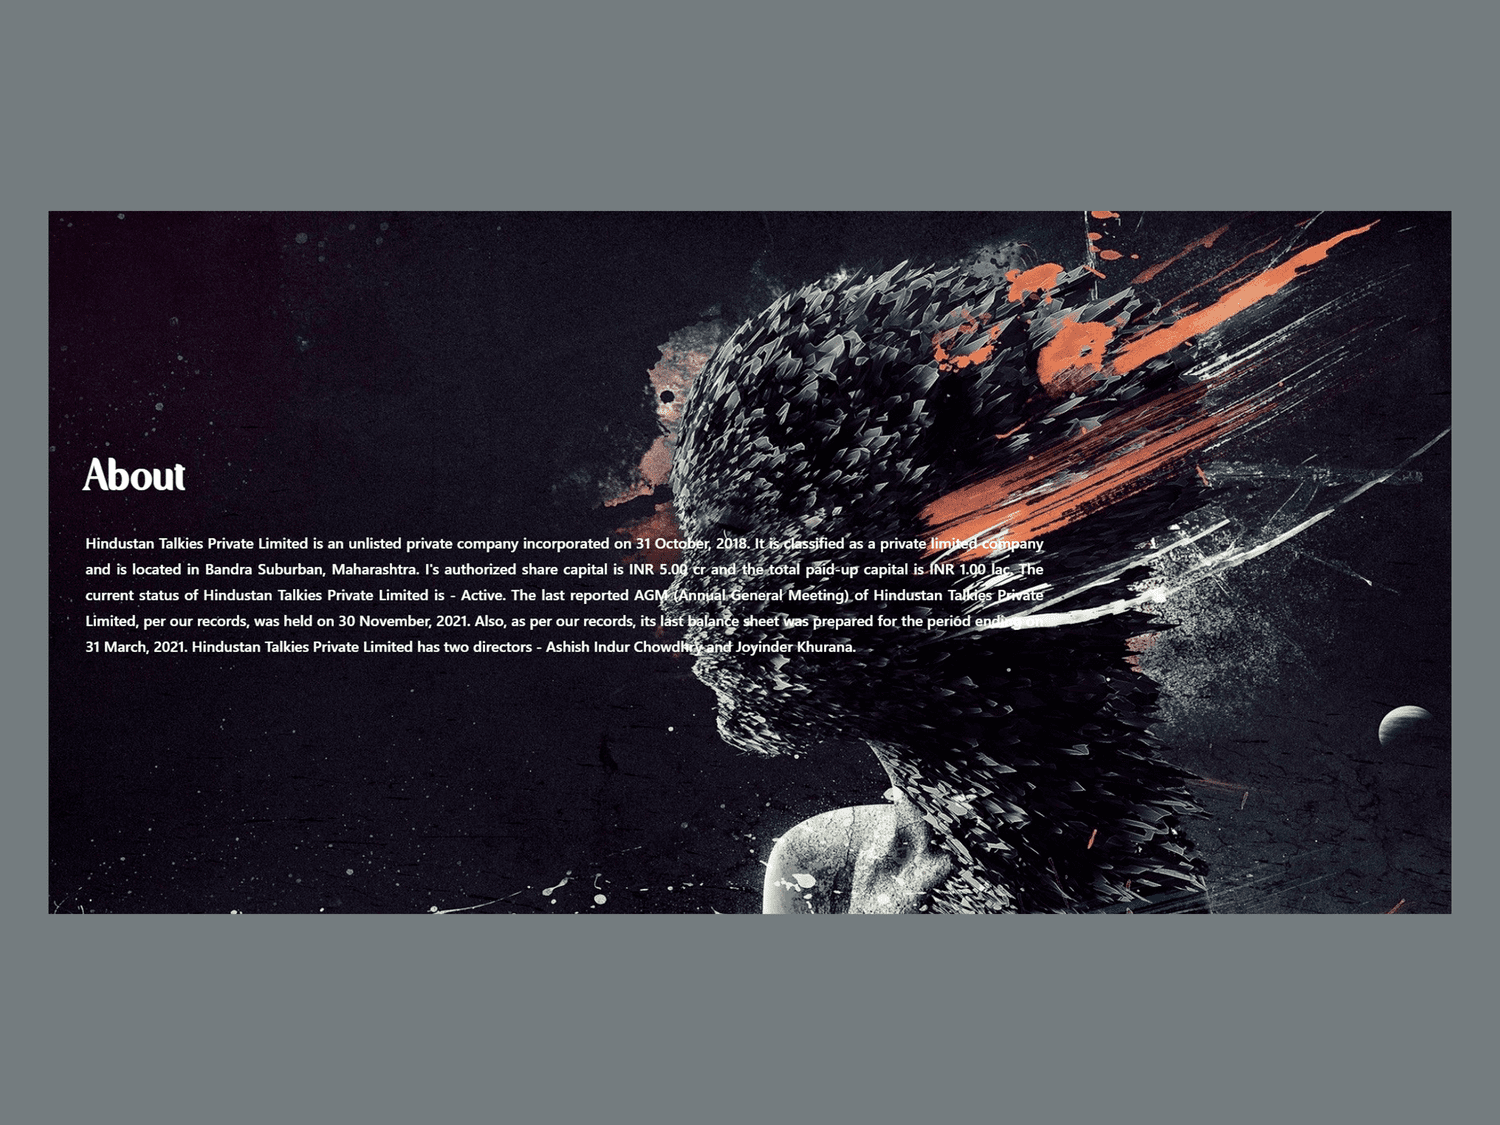 About
Hindustan Talkies Private Limited is an unlisted private company incorporated on 31 October, 2018. It is classified as a private limited company
and is located in Bandra Suburban, Maharashtra. I's authorized share capital is INR 5.00 cr and the total paid-up capital is INR 1.00 lac. The
current status of Hindustan Talkies Private Limited is - Active. The last reported AGM (Annual General Meeting) of Hindustan Talkies Private
Limited, per our records, was held on 30 November, 2021. Also, as per our records, its last balance sheet was prepared for the period ending on
31 March, 2021. Hindustan Talkies Private Limited has two directors - Ashish Indur Chowdhry and Joyinder Khurana.